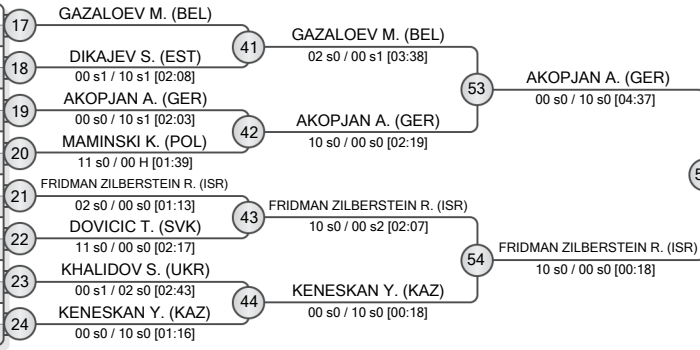 17
GAZALOEV M. (BEL)
41
GAZALOEV M. (BEL)
02 s0 / 00 s1 [03:38]
18
DIKAJEV S. (EST)
00 s1 / 10 s1 [02:08]
53
AKOPJAN A. (GER)
00 s0 / 10 s0 [04:37]
19
AKOPJAN A. (GER)
00 s0 / 10 s1 [02:03]
42
AKOPJAN A. (GER)
10 s0 / 00 s0 [02:19]
20
MAMINSKI K. (POL)
11 s0 / 00 H [01:39]
21
FRIDMAN ZILBERSTEIN R. (ISR)
02 s0 / 00 s0 [01:13]
43
FRIDMAN ZILBERSTEIN R. (ISR)
10 s0 / 00 s2 [02:07]
22
DOVICIC T. (SVK)
11 s0 / 00 s0 [02:17]
54
FRIDMAN ZILBERSTEIN R. (ISR)
10 s0 / 00 s0 [00:18]
23
KHALIDOV S. (UKR)
00 s1 / 02 s0 [02:43]
44
KENESKAN Y. (KAZ)
00 s0 / 10 s0 [00:18]
24
KENESKAN Y. (KAZ)
00 s0 / 10 s0 [01:16]